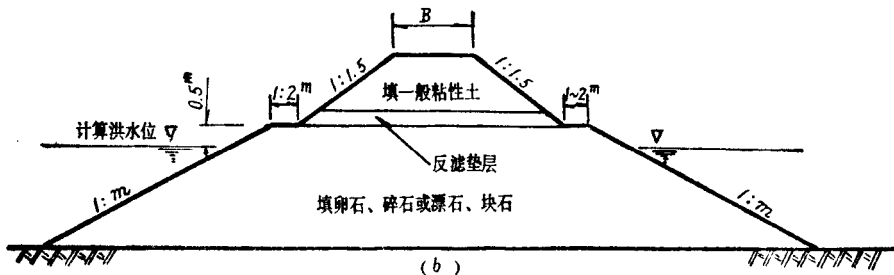 B
1:1.5
1:1.5
0.5m
1:2m
填一般粘性土
1~2m
计算洪水位
反滤垫层
1:m
填卵石、碎石或漂石、块石
1:m
(b)